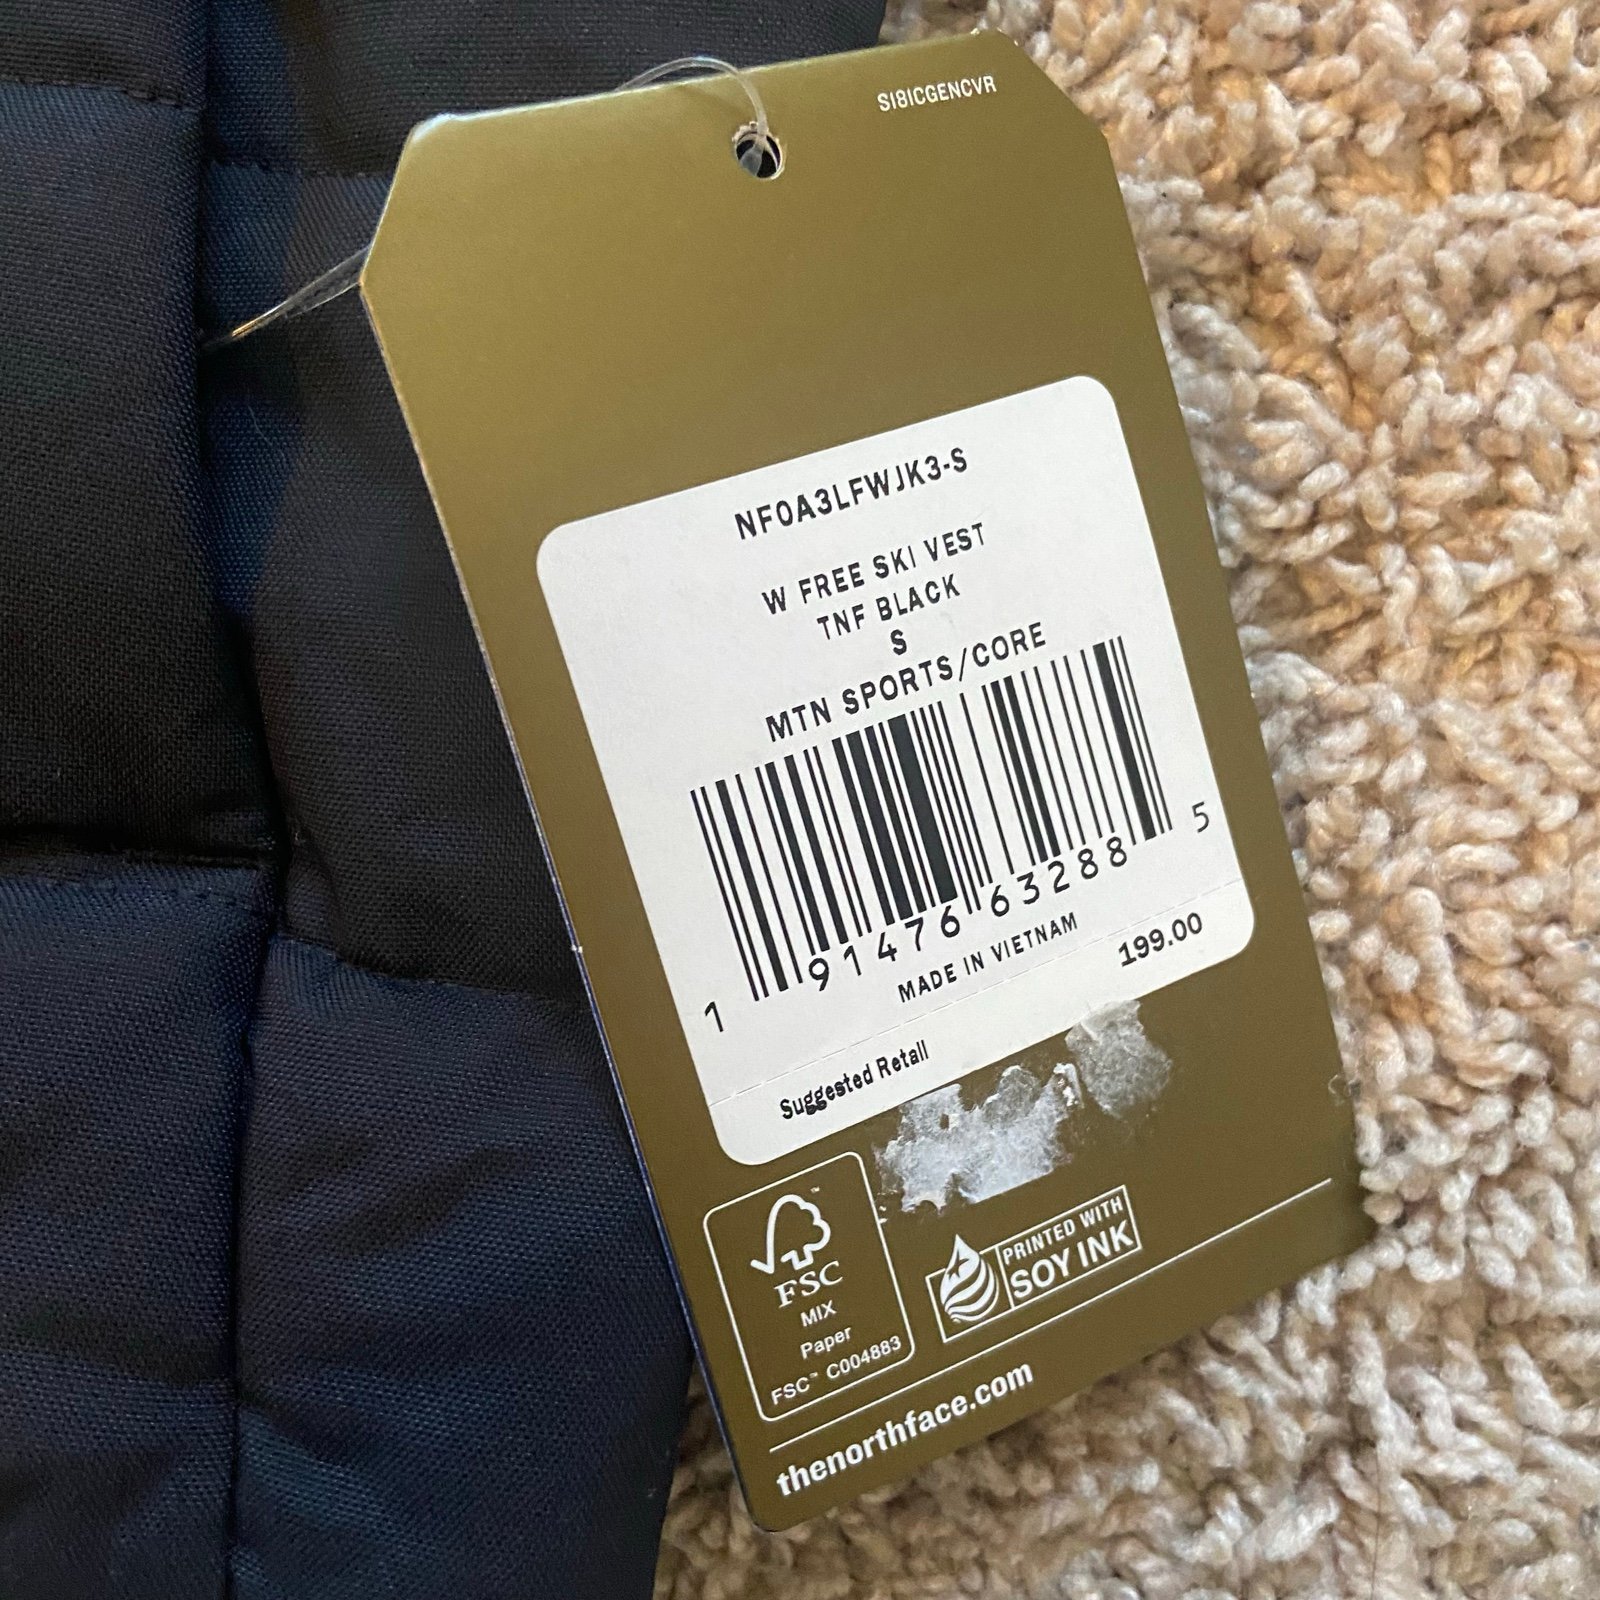 SI8ICGENCVR
NF0A3LFWJK3-S
W FREE SKI VEST
TNF BLACK
S
MTN SPORTS/CORE
1 91476 63288 5
MADE IN VIETNAM
199.00
Suggested Retail
FSC™
MIX
Paper
FSC™ C004883
PRINTED WITH
SOY INK
thenorthface.com